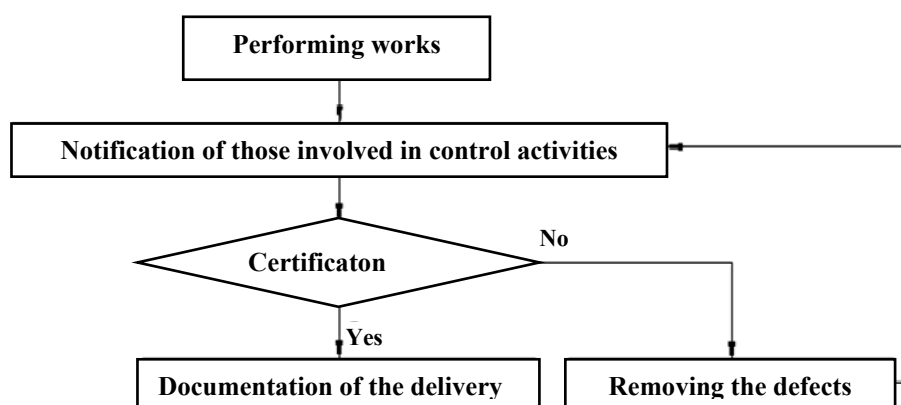 Performing works
Notification of those involved in control activities
No
Certificaton
Yes
Documentation of the delivery
Removing the defects